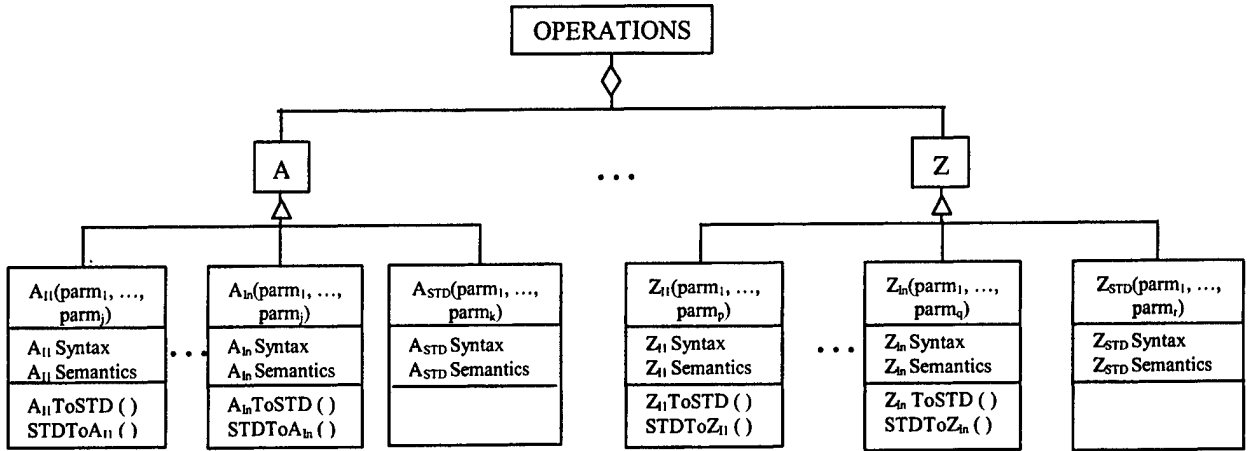 OPERATIONS
A
...
Z
A_I1(parm_1, ...,
parm_j)
A_I1 Syntax
A_I1 Semantics
A_I1ToSTD ( )
STDToA_I1 ( )
...
A_In(parm_1, ...,
parm_j)
A_In Syntax
A_In Semantics
A_InToSTD ( )
STDToA_In ( )
A_STD(parm_1, ...,
parm_k)
A_STD Syntax
A_STD Semantics
Z_I1(parm_1, ...,
parm_p)
Z_I1 Syntax
Z_I1 Semantics
Z_I1ToSTD ( )
STDToZ_I1 ( )
...
Z_In(parm_1, ...,
parm_q)
Z_In Syntax
Z_In Semantics
Z_In ToSTD ( )
STDToZ_In ( )
Z_STD(parm_1, ...,
parm_r)
Z_STD Syntax
Z_STD Semantics